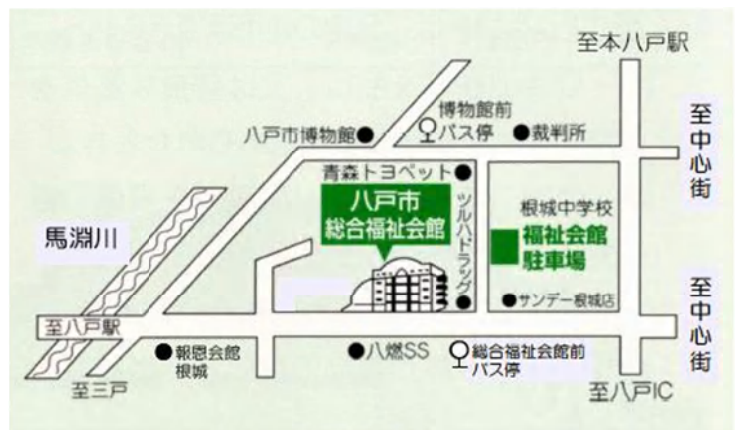 至本八戸駅
博物館前
バス停
八戸市博物館
裁判所
至中心街
青森トヨペット
八戸市
総合福祉会館
ツルハドラッグ
根城中学校
福祉会館
駐車場
馬淵川
サンデー根城店
至中心街
至八戸駅
報恩会館
根城
八燃SS
総合福祉会館前
バス停
至三戸
至八戸IC